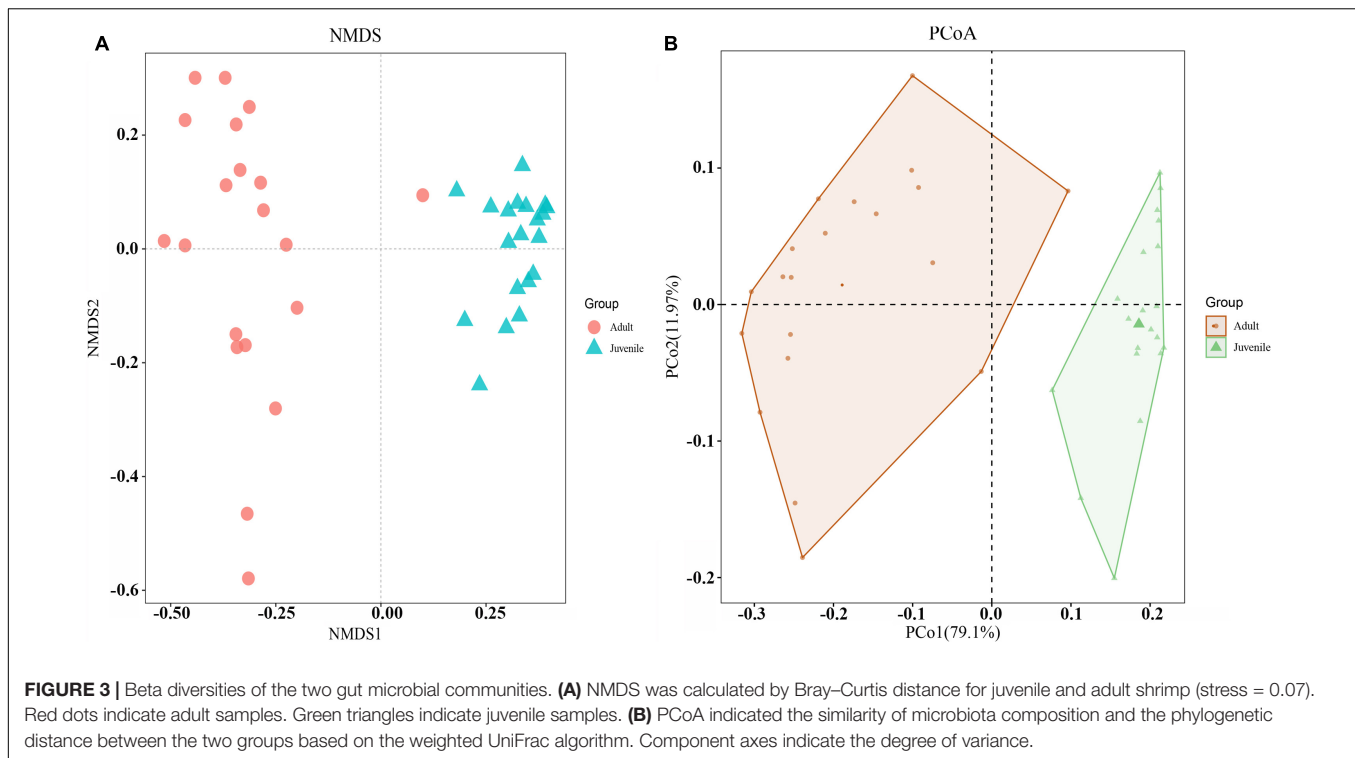 A
NMDS
0.2
0.0
-0.2
-0.4
-0.6
NMDS2
-0.50
-0.25
0.00
0.25
NMDS1
Group
Adult
Juvenile
B
PCoA
0.1
0.0
-0.1
-0.2
PCo2(11.97%)
-0.3
-0.2
-0.1
0.0
0.1
0.2
PCo1(79.1%)
Group
Adult
Juvenile
FIGURE 3 | Beta diversities of the two gut microbial communities. (A) NMDS was calculated by Bray–Curtis distance for juvenile and adult shrimp (stress = 0.07).
Red dots indicate adult samples. Green triangles indicate juvenile samples. (B) PCoA indicated the similarity of microbiota composition and the phylogenetic
distance between the two groups based on the weighted UniFrac algorithm. Component axes indicate the degree of variance.